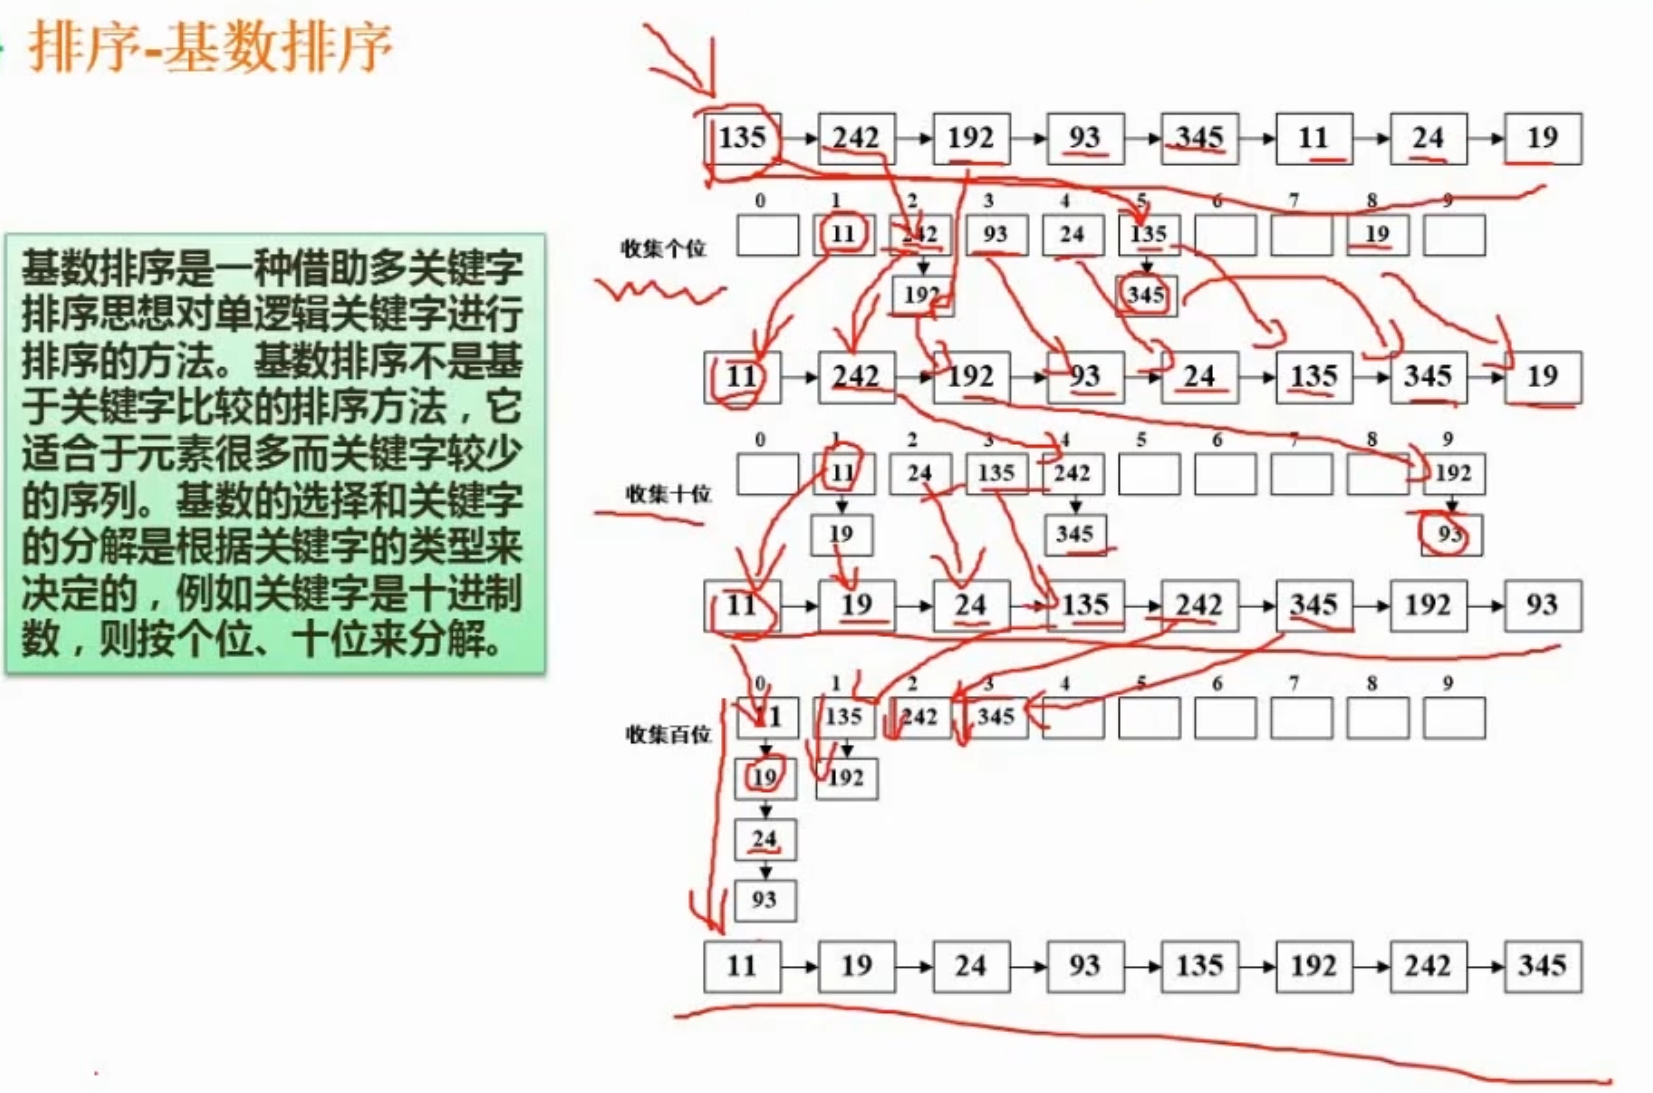 排序-基数排序
基数排序是一种借助多关键字
排序思想对单逻辑关键字进行
排序的方法。基数排序不是基
于关键字比较的排序方法，它
适合于元素很多而关键字较少
的序列。基数的选择和关键字
的分解是根据关键字的类型来
决定的，例如关键字是十进制
数，则按个位、十位来分解。
135 242 192 93 345 11 24 19
0 1 2 3 4 5 6 7 8 9
收集个位 11 242 93 24 135 19
192 345
11 242 192 93 24 135 345 19
0 1 2 3 4 5 6 7 8 9
收集十位 11 24 135 242 192
19 345 93
11 19 24 135 242 345 192 93
0 1 2 3 4 5 6 7 8 9
收集百位 11 135 242 345
19 192
24
93
11 19 24 93 135 192 242 345